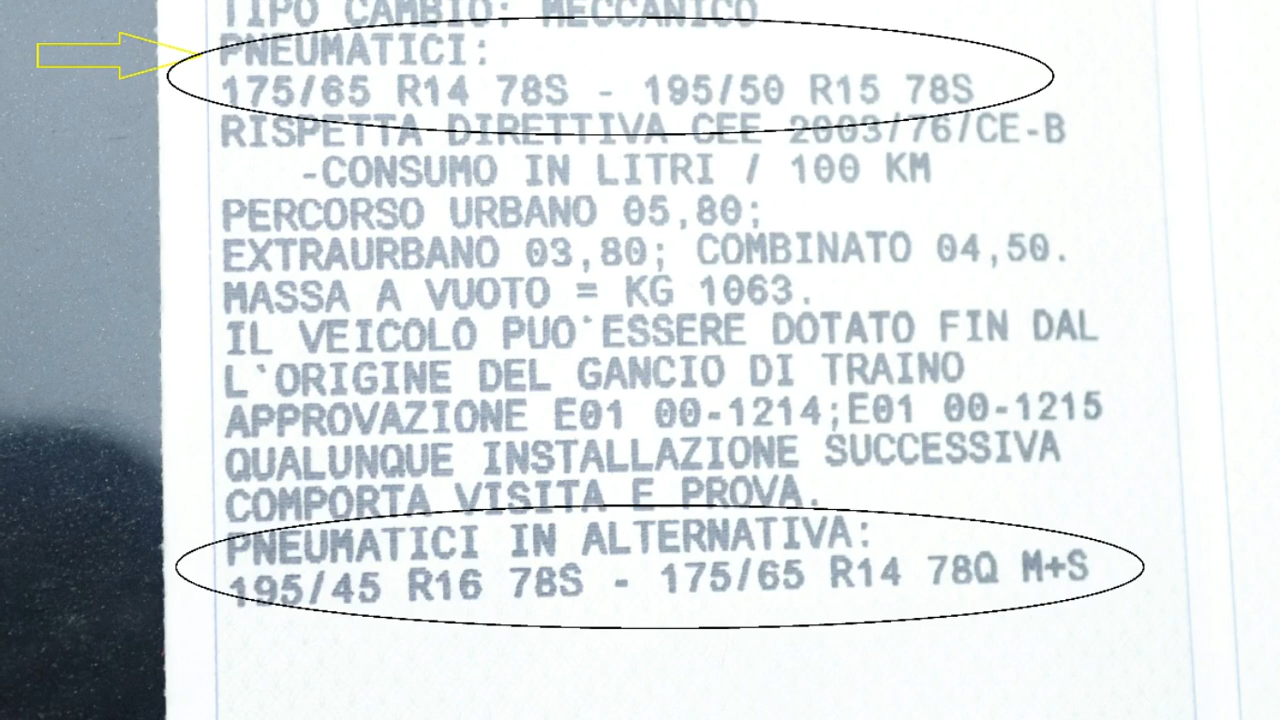 TIPO CAMBIO: MECCANICO
PNEUMATICI:
175/65 R14 78S - 195/50 R15 78S
RISPETTA DIRETTIVA CEE 2003/76/CE-B
-CONSUMO IN LITRI / 100 KM
PERCORSO URBANO 05,80;
EXTRAURBANO 03,80; COMBINATO 04,50.
MASSA A VUOTO = KG 1063.
IL VEICOLO PUO`ESSERE DOTATO FIN DAL
L`ORIGINE DEL GANCIO DI TRAINO
APPROVAZIONE E01 00-1214;E01 00-1215
QUALUNQUE INSTALLAZIONE SUCCESSIVA
COMPORTA VISITA E PROVA.
PNEUMATICI IN ALTERNATIVA:
195/45 R16 78S - 175/65 R14 78Q M+S